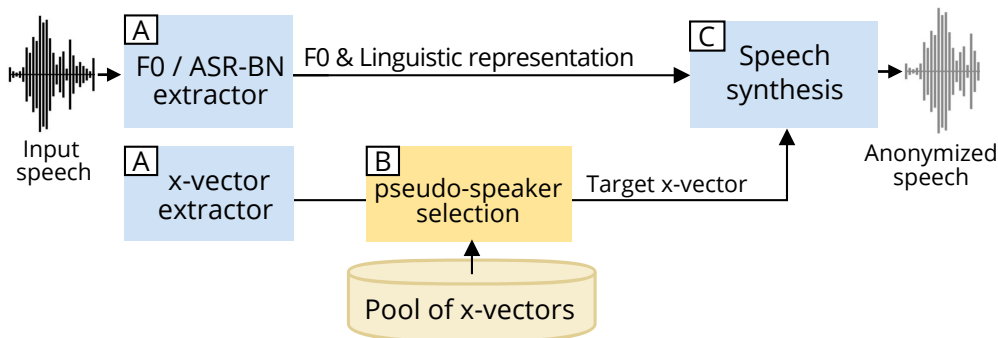 A
F0 / ASR-BN
extractor
F0 & Linguistic representation
C
Speech
synthesis
Input
speech
Anonymized
speech
A
x-vector
extractor
B
pseudo-speaker
selection
Target x-vector
Pool of x-vectors